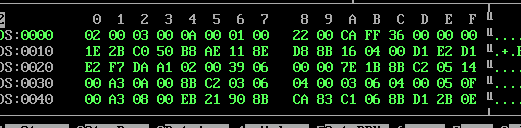 2 0 1 2 3 4 5 6 7 8 9 A B C D E F
DS:0000 02 00 03 00 0A 00 01 00 22 00 CA FF 36 00 00 00
DS:0010 1E 2B C0 50 B8 AE 11 8E D8 8B 16 04 00 D1 E2 D1
DS:0020 E2 F7 DA A1 02 00 39 06 00 00 7E 1B 8B C2 05 14
DS:0030 00 A3 0A 00 8B C2 03 06 04 00 03 06 04 00 05 0F
DS:0040 00 A3 08 00 EB 21 90 8B CA 83 C1 06 8B D1 2B 0E